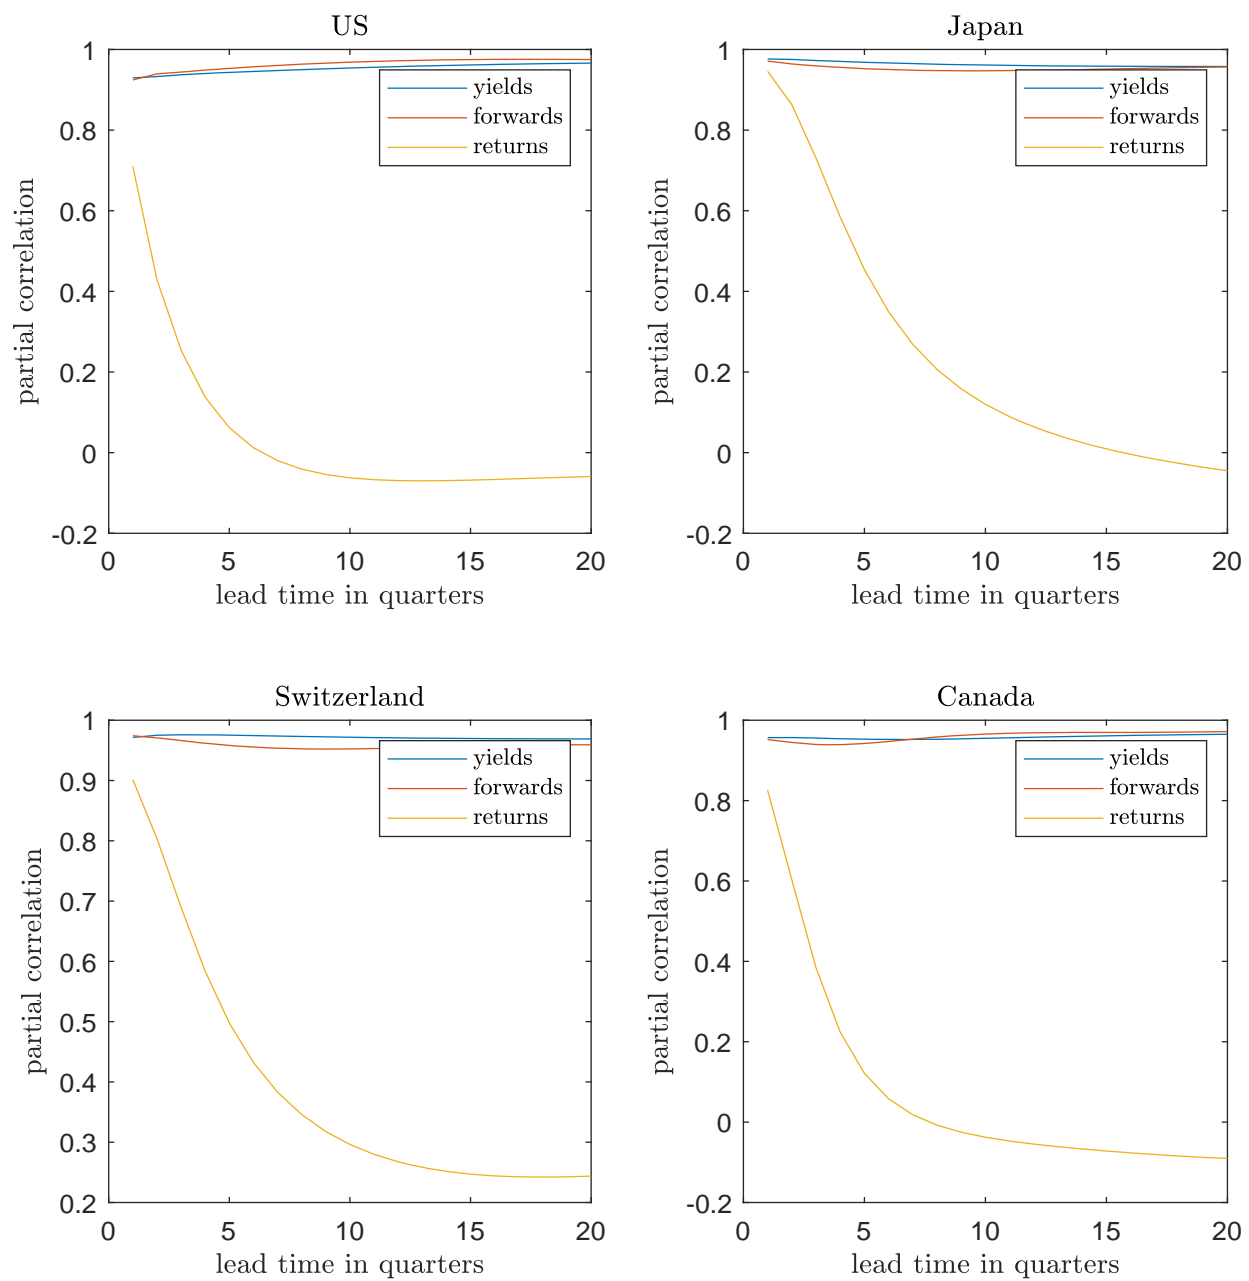 US
1
0.8
0.6
0.4
0.2
0
-0.2
partial correlation
yields
forwards
returns
0 5 10 15 20
lead time in quarters
Japan
1
0.8
0.6
0.4
0.2
0
-0.2
partial correlation
yields
forwards
returns
0 5 10 15 20
lead time in quarters
Switzerland
1
0.9
0.8
0.7
0.6
0.5
0.4
0.3
0.2
partial correlation
yields
forwards
returns
0 5 10 15 20
lead time in quarters
Canada
1
0.8
0.6
0.4
0.2
0
-0.2
partial correlation
yields
forwards
returns
0 5 10 15 20
lead time in quarters